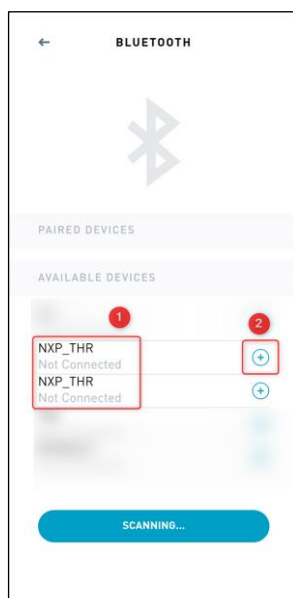 ←
BLUETOOTH
PAIRED DEVICES
AVAILABLE DEVICES
1
2
NXP_THR
Not Connected
NXP_THR
Not Connected
SCANNING...